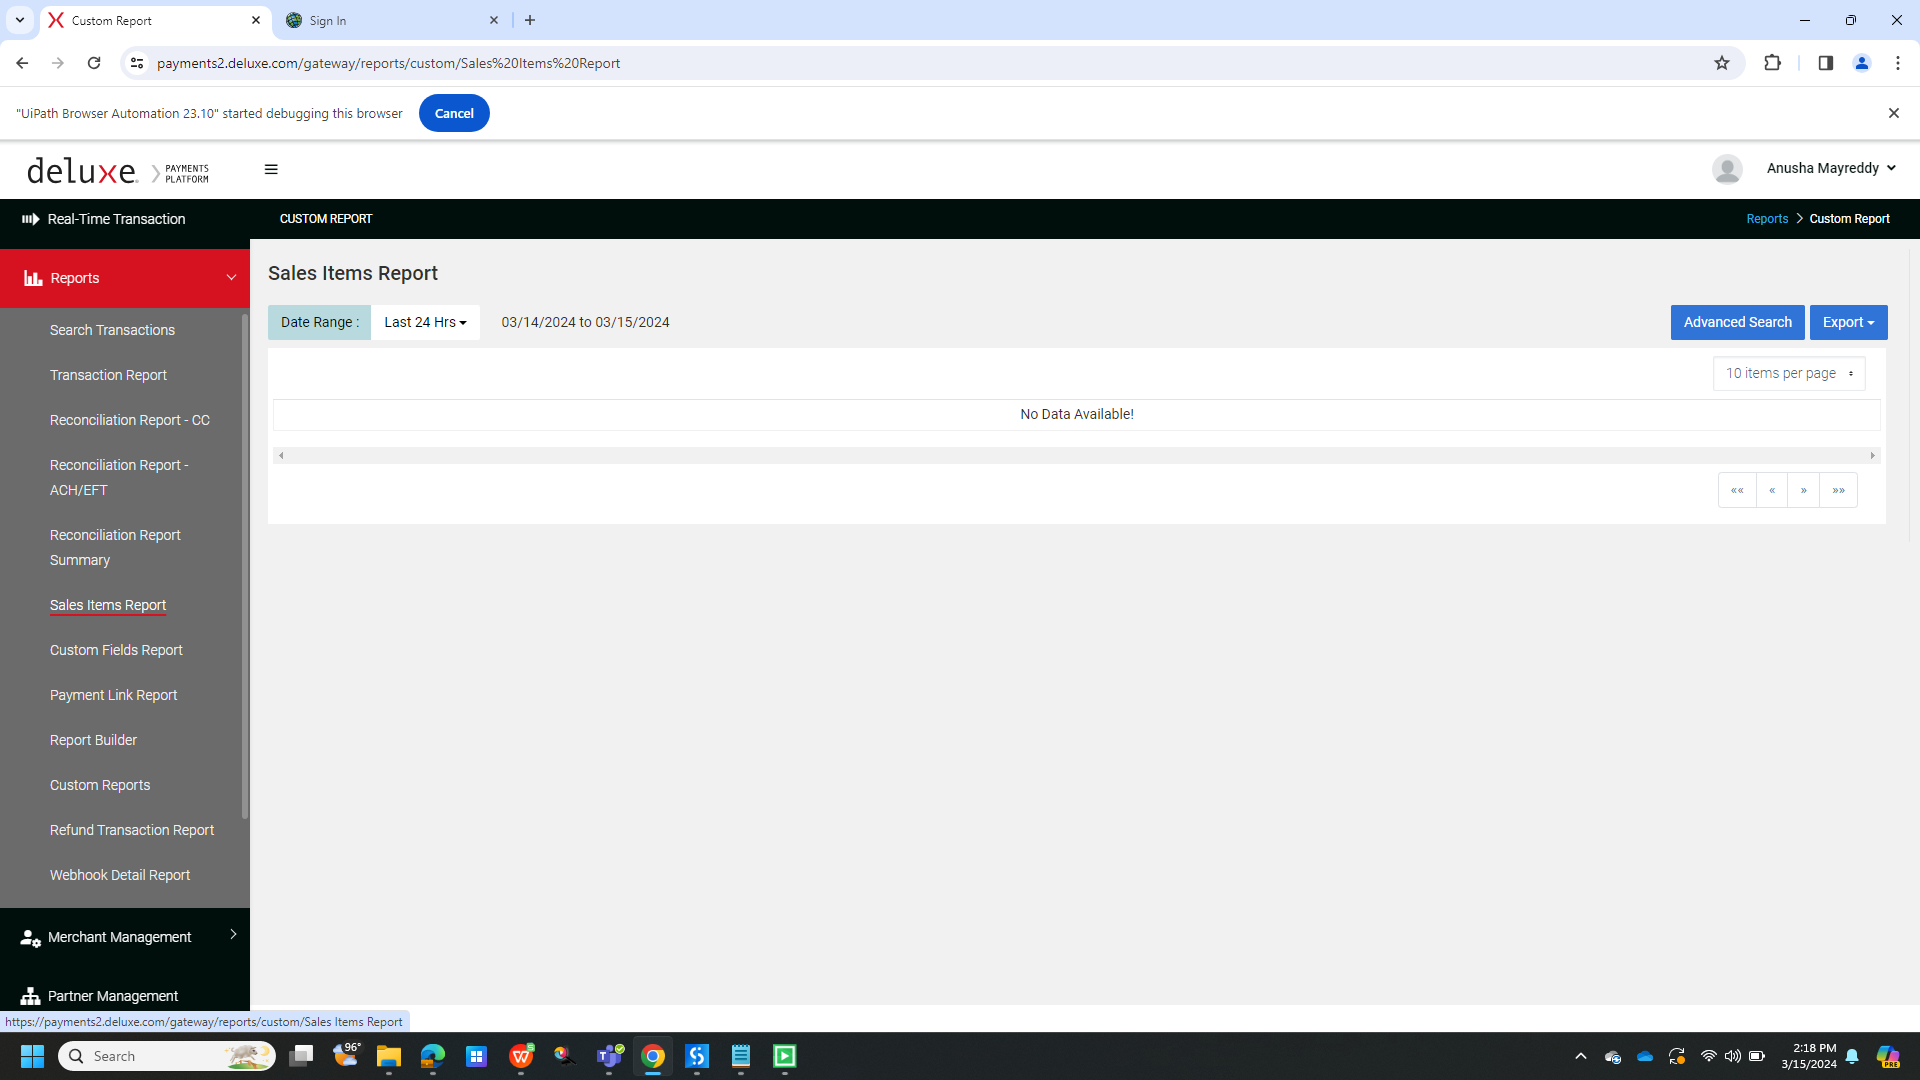 Custom Report
Sign In
payments2.deluxe.com/gateway/reports/custom/Sales%20Items%20Report
"UiPath Browser Automation 23.10" started debugging this browser
Cancel
deluxe
PAYMENTS
PLATFORM
Anusha Mayreddy
Real-Time Transaction
CUSTOM REPORT
Reports
Custom Report
Reports
Sales Items Report
Date Range :
Last 24 Hrs
03/14/2024 to 03/15/2024
Advanced Search
Export
10 items per page
No Data Available!
«« « » »»
Search Transactions
Transaction Report
Reconciliation Report - CC
Reconciliation Report -
ACH/EFT
Reconciliation Report
Summary
Sales Items Report
Custom Fields Report
Payment Link Report
Report Builder
Custom Reports
Refund Transaction Report
Webhook Detail Report
Merchant Management
Partner Management
https://payments2.deluxe.com/gateway/reports/custom/Sales Items Report
Search
96°
2:18 PM
3/15/2024
PRE